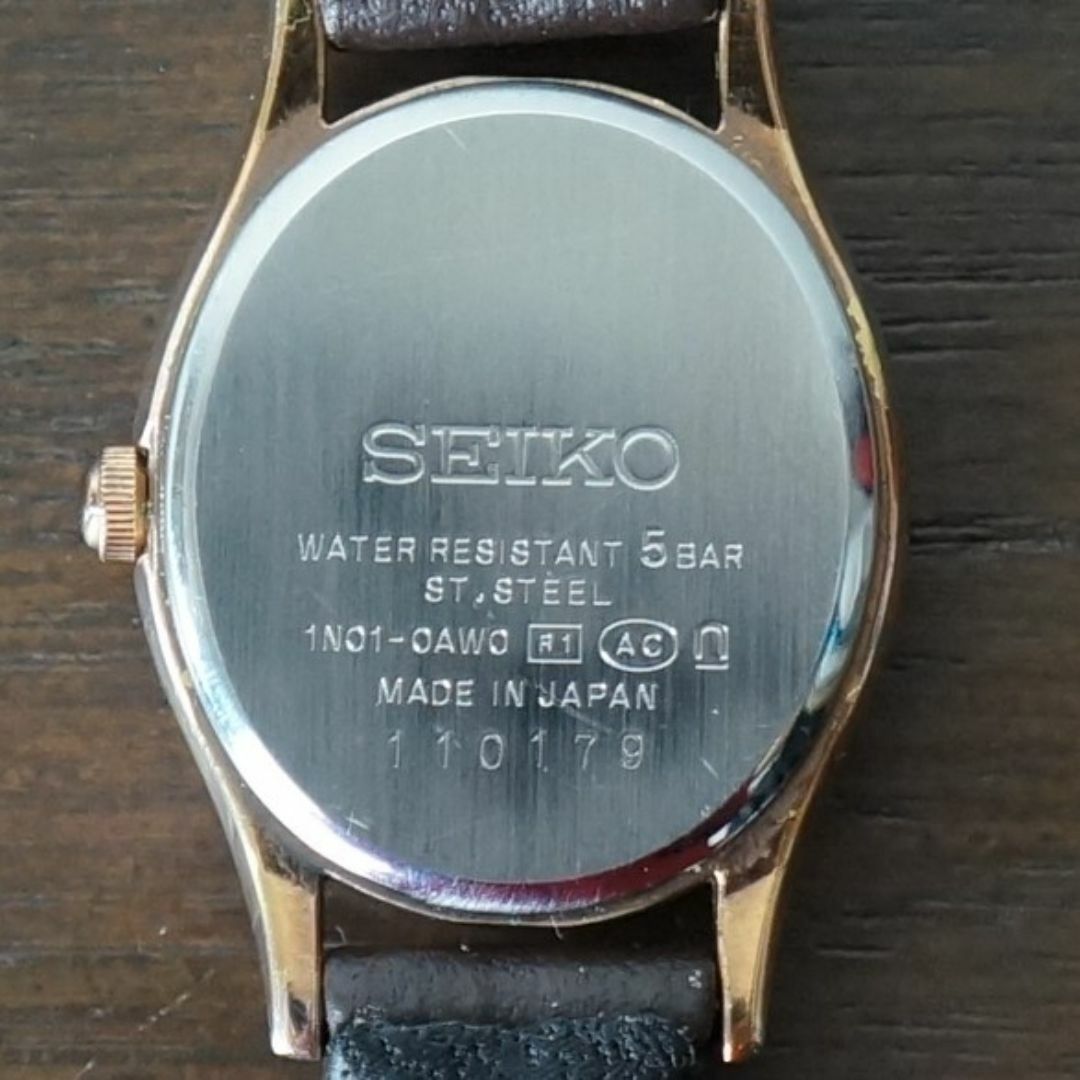 SEIKO
WATER RESISTANT 5 BAR
ST. STEEL
1N01-0AW0 R1 AC
MADE IN JAPAN
110179